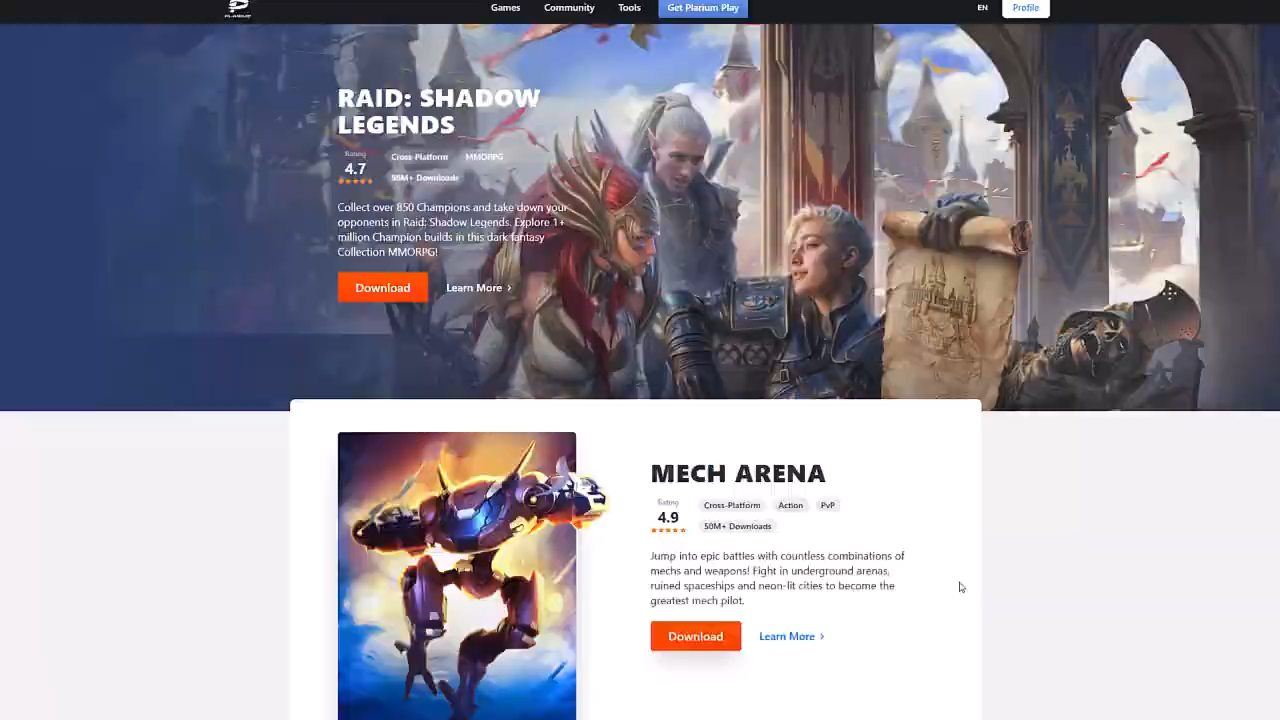 PLARIUM
Games
Community
Tools
Get Plarium Play
EN
Profile
RAID: SHADOW
LEGENDS
Rating
4.7
Cross-Platform
MMORPG
Collect over 850 Champions and take down your
opponents in Raid: Shadow Legends. Explore 1+
million Champion builds in this dark fantasy
Collection MMORPG!
Download
Learn More ›
MECH ARENA
Rating
4.9
Cross-Platform
Action
PvP
50M+ Downloads
Jump into epic battles with countless combinations of
mechs and weapons! Fight in underground arenas,
ruined spaceships and neon-lit cities to become the
greatest mech pilot.
Download
Learn More ›